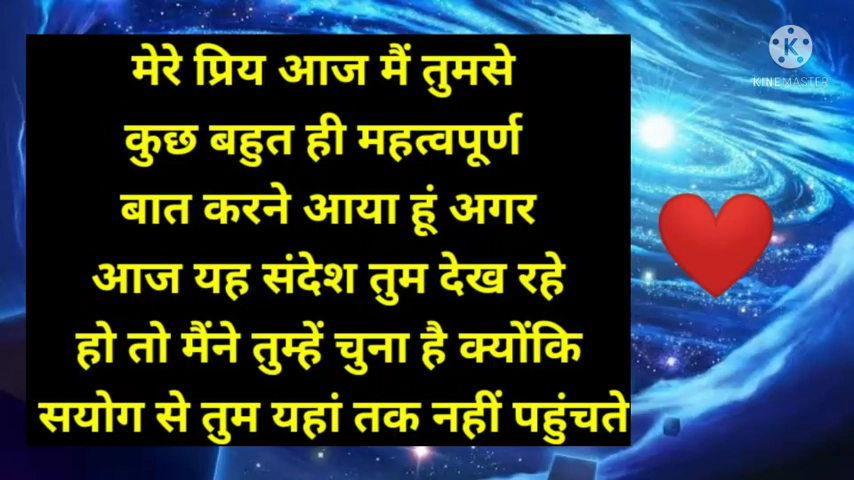 मेरे प्रिय आज मैं तुमसे
कुछ बहुत ही महत्वपूर्ण
बात करने आया हूं अगर
आज यह संदेश तुम देख रहे
हो तो मैंने तुम्हें चुना है क्योंकि
सयोग से तुम यहां तक नहीं पहुंचते
K
KINEMASTER